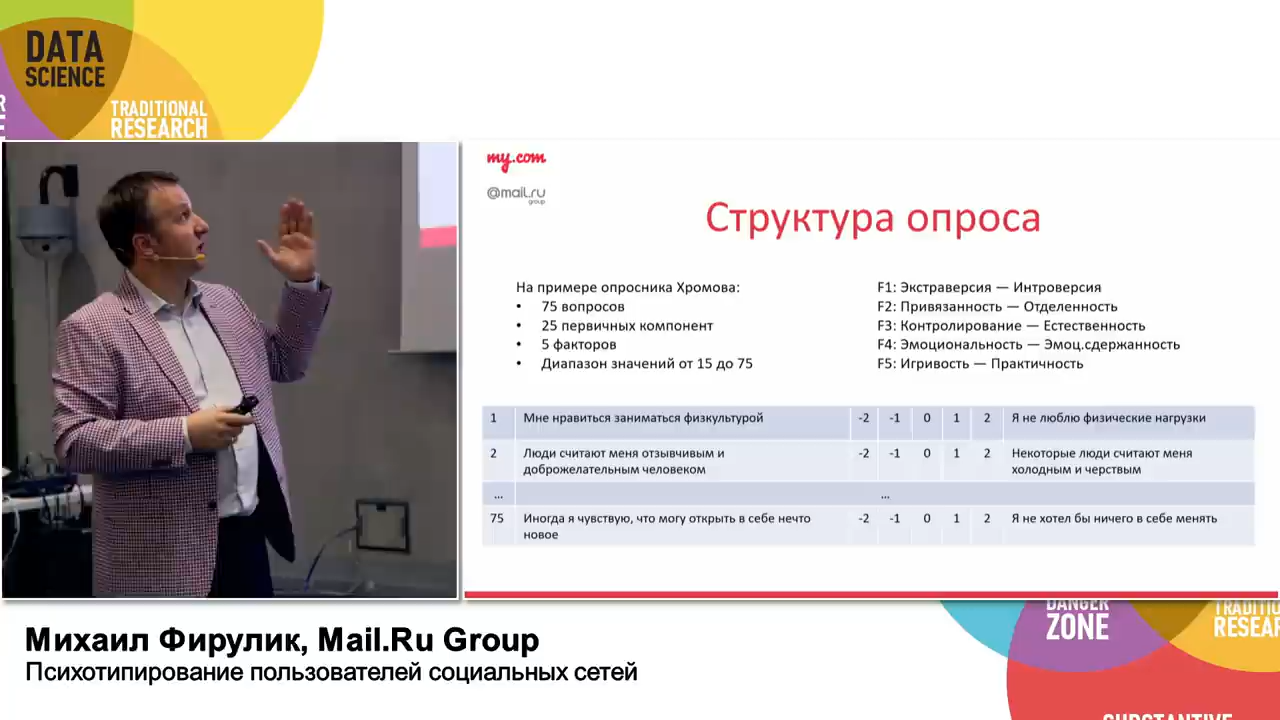 DATA
SCIENCE
TRADITIONAL
RESEARCH
my.com
@mail.ru
group
Структура опроса
На примере опросника Хромова:
• 75 вопросов
• 25 первичных компонент
• 5 факторов
• Диапазон значений от 15 до 75
F1: Экстраверсия — Интроверсия
F2: Привязанность — Отделенность
F3: Контролирование — Естественность
F4: Эмоциональность — Эмоц.сдержанность
F5: Игривость — Практичность
1 Мне нравиться заниматься физкультурой -2 -1 0 1 2 Я не люблю физические нагрузки
2 Люди считают меня отзывчивым и -2 -1 0 1 2 Некоторые люди считают меня
доброжелательным человеком холодным и черствым
... ...
75 Иногда я чувствую, что могу открыть в себе нечто -2 -1 0 1 2 Я не хотел бы ничего в себе менять
новое
Михаил Фирулик, Mail.Ru Group
Психотипирование пользователей социальных сетей
DANGER
ZONE
TRADITIO
RESEAR
SUBSTANTIVE